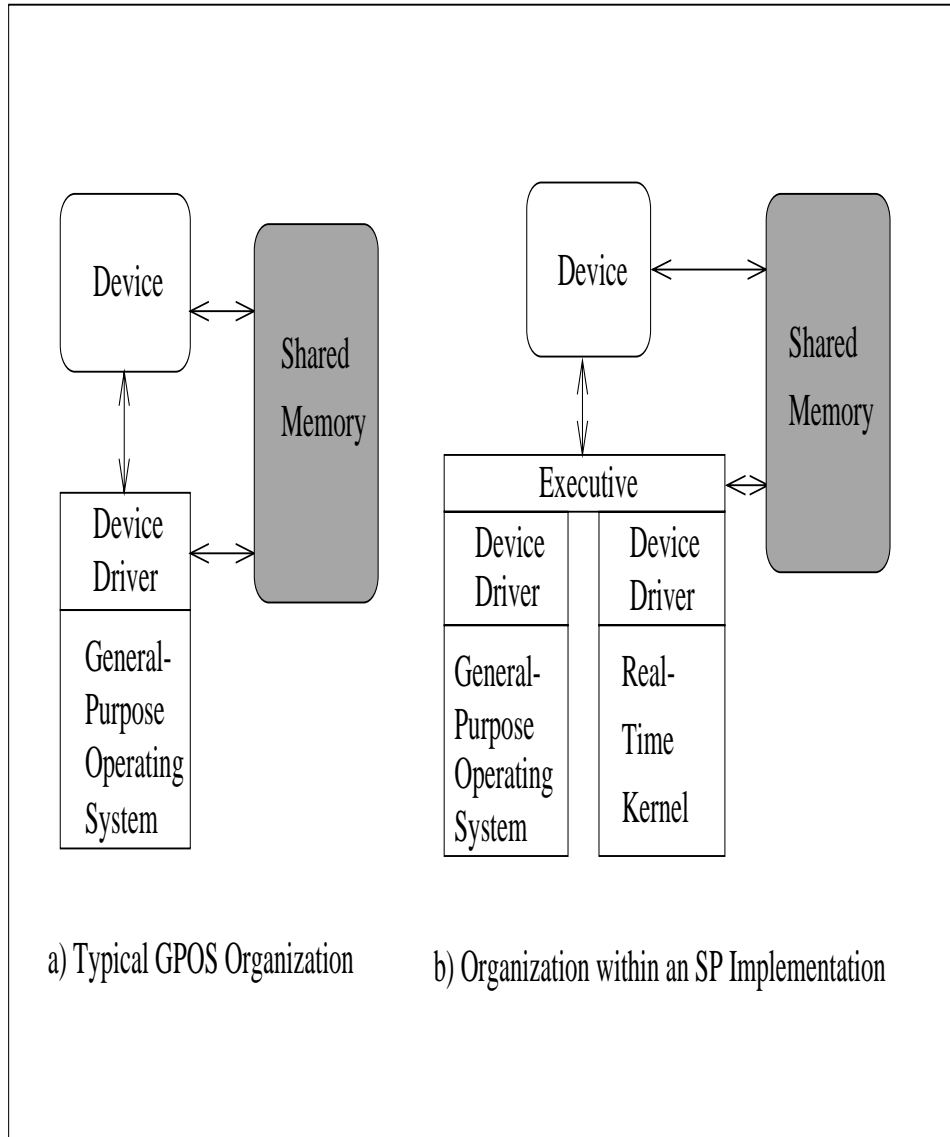 Device
Shared
Memory
Device
Driver
General-
Purpose
Operating
System
a) Typical GPOS Organization
Device
Shared
Memory
Executive
Device
Driver
General-
Purpose
Operating
System
Device
Driver
Real-
Time
Kernel
b) Organization within an SP Implementation